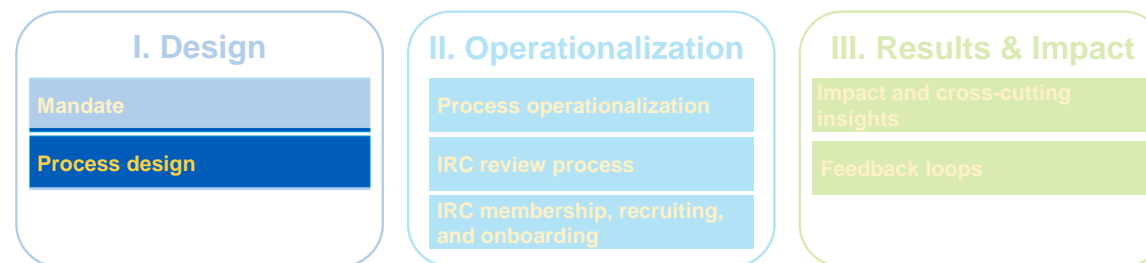 I. Design
Mandate
Process design
II. Operationalization
Process operationalization
IRC review process
IRC membership, recruiting,
and onboarding
III. Results & Impact
Impact and cross-cutting
insights
Feedback loops